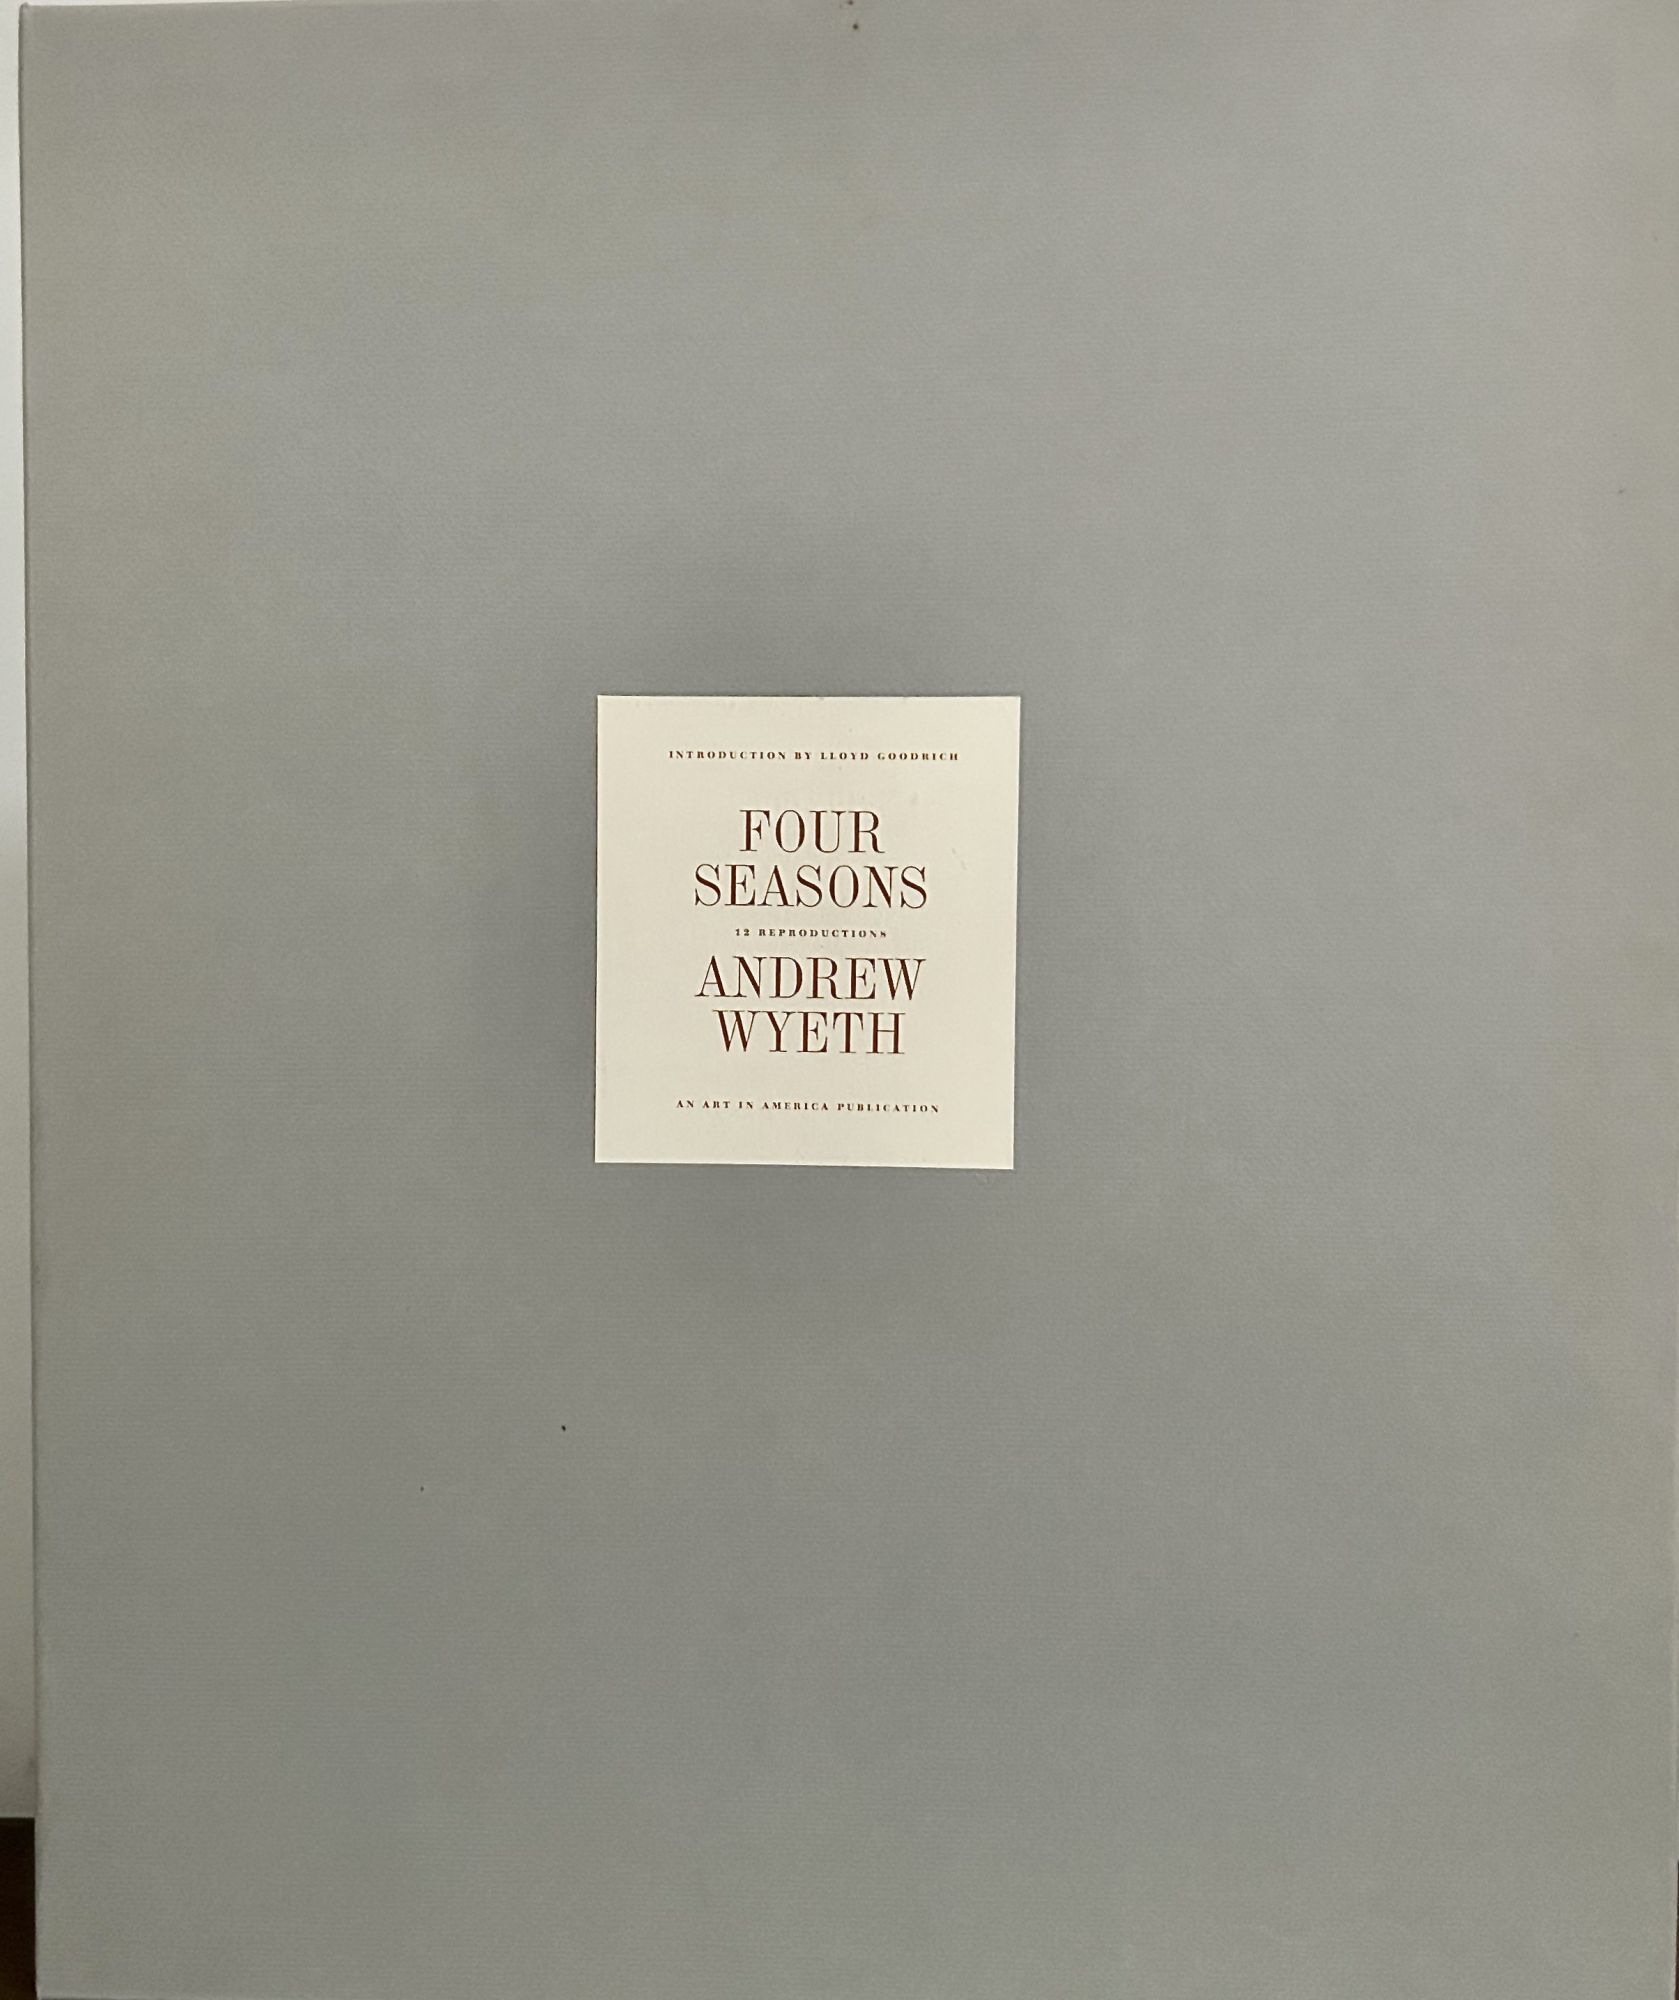 INTRODUCTION BY LLOYD GOODRICH
FOUR
SEASONS
12 REPRODUCTIONS
ANDREW
WYETH
AN ART IN AMERICA PUBLICATION